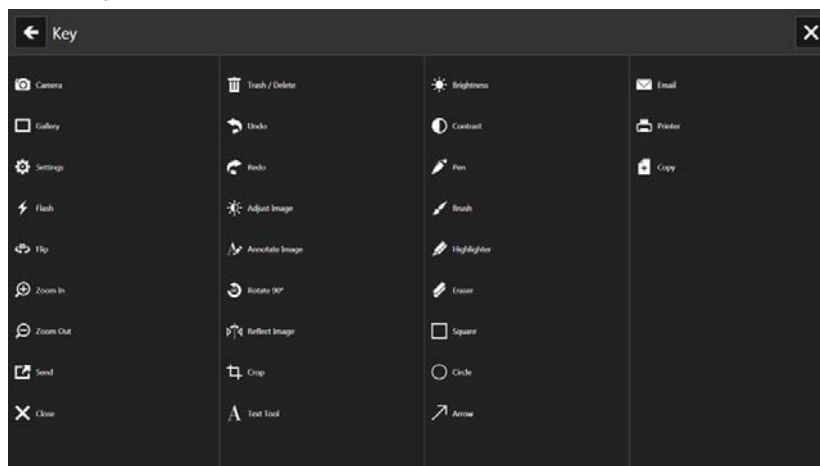 Key
Camera
Gallery
Settings
Flash
Flip
Zoom In
Zoom Out
Send
Close
Trash / Delete
Undo
Redo
Adjust Image
Annotate Image
Rotate 90°
Reflect Image
Crop
Text Tool
Brightness
Contrast
Pen
Brush
Highlighter
Eraser
Square
Circle
Arrow
Email
Printer
Copy